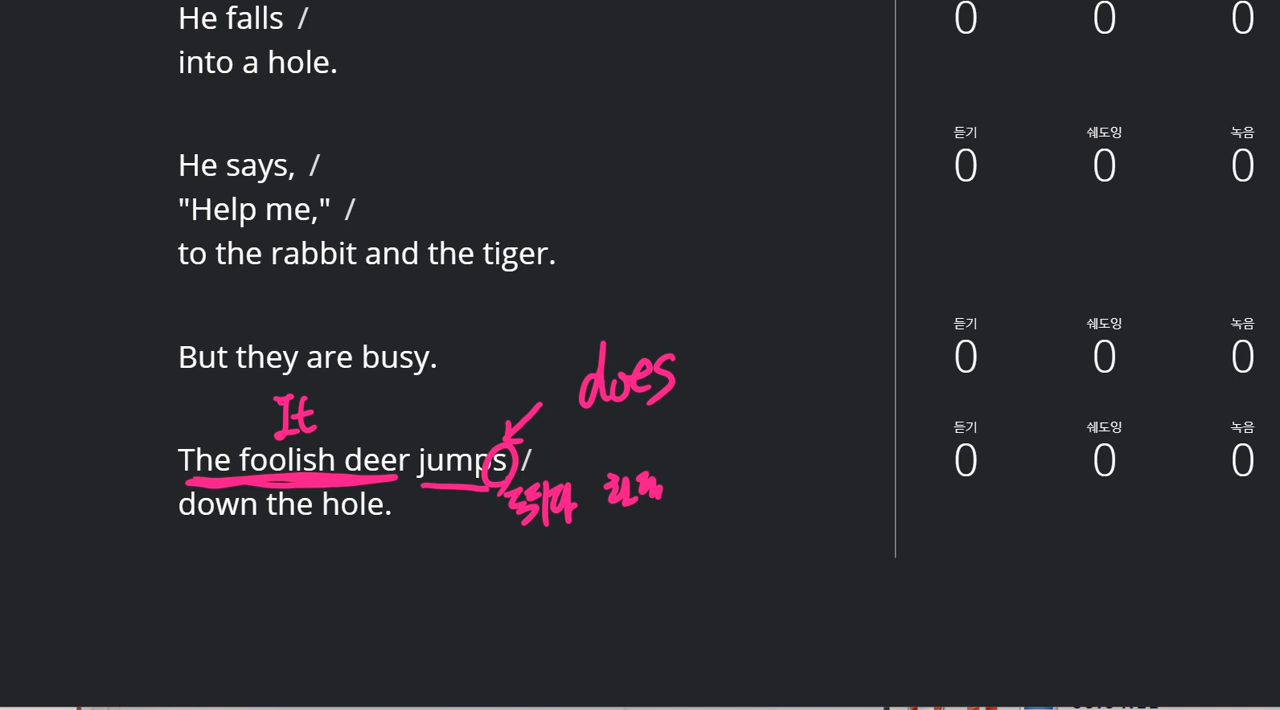 He falls /
0 0 0
into a hole.
듣기 쉐도잉 녹음
He says, /
0 0 0
"Help me," /
to the rabbit and the tiger.
듣기 쉐도잉 녹음
But they are busy.
0 0 0
does
It
듣기 쉐도잉 녹음
The foolish deer jumps /
0 0 0
down the hole.